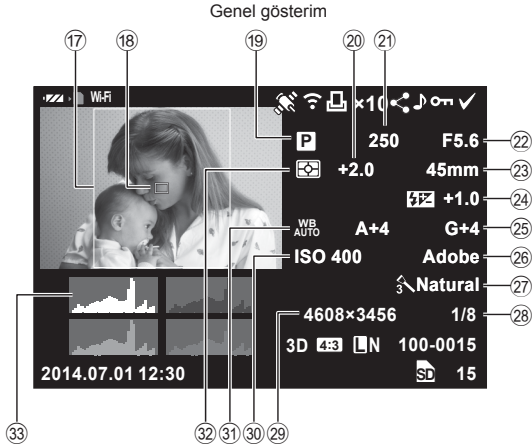 Genel gösterim
17 18 19 20 21
Wi-Fi ×10
P 250 F5.6 22
+2.0 45mm 23
+1.0 24
WB AUTO A+4 G+4 25
ISO 400 Adobe 26
3 Natural 27
4608×3456 1/8 28
3D 4:3 LN 100-0015
2014.07.01 12:30 SD 15
33 32 31 30 29